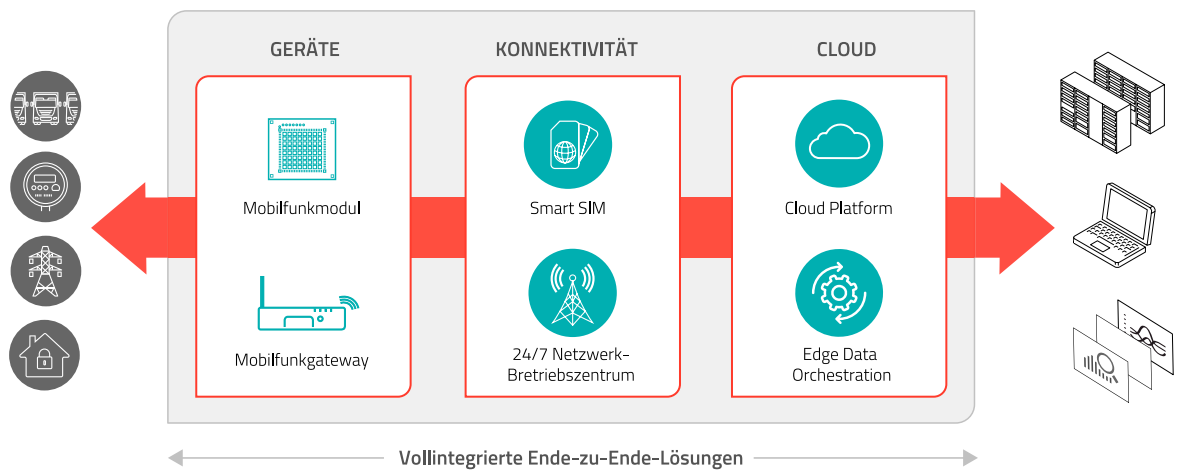 GERÄTE
KONNEKTIVITÄT
CLOUD
Mobilfunkmodul
Smart SIM
Cloud Platform
Mobilfunkgateway
24/7 Netzwerk-
Bretriebszentrum
Edge Data
Orchestration
Vollintegrierte Ende-zu-Ende-Lösungen